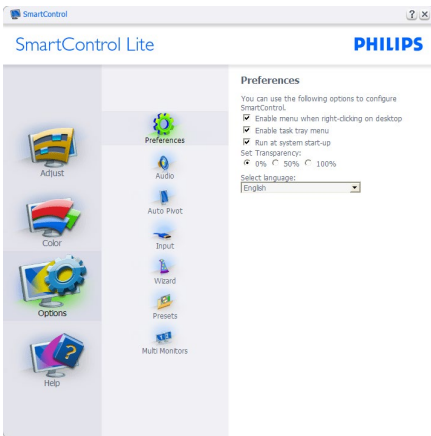 SmartControl
SmartControl Lite
PHILIPS
Adjust
Color
Options
Help
Preferences
Audio
Auto Pivot
Input
Wizard
Presets
Multi Monitors
Preferences
You can use the following options to configure
SmartControl.
Enable menu when right-clicking on desktop
Enable task tray menu
Run at system start-up
Set Transparency:
0% 50% 100%
Select language:
English